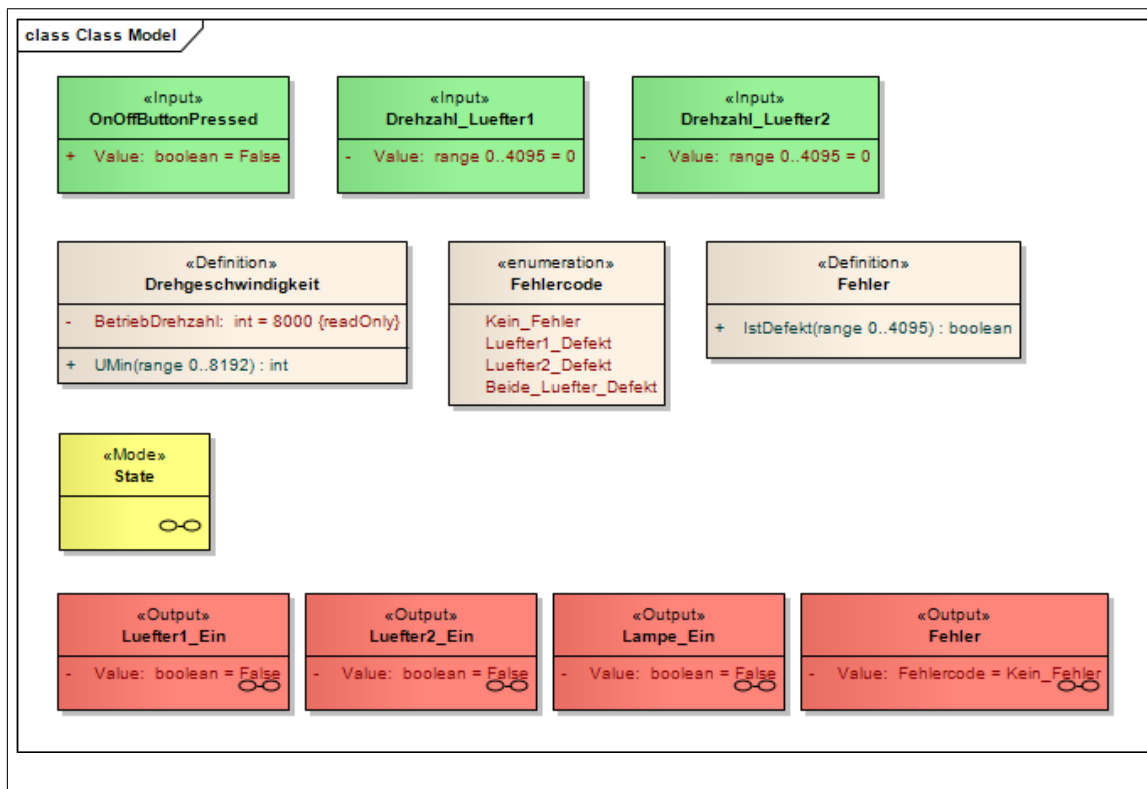 class Class Model
«Input»
OnOffButtonPressed
+ Value: boolean = False
«Input»
Drehzahl_Luefter1
- Value: range 0..4095 = 0
«Input»
Drehzahl_Luefter2
- Value: range 0..4095 = 0
«Definition»
Drehgeschwindigkeit
- BetriebDrehzahl: int = 8000 {readOnly}
+ UMin(range 0..8192) : int
«enumeration»
Fehlercode
Kein_Fehler
Luefter1_Defekt
Luefter2_Defekt
Beide_Luefter_Defekt
«Definition»
Fehler
+ IstDefekt(range 0..4095) : boolean
«Mode»
State
«Output»
Luefter1_Ein
- Value: boolean = False
«Output»
Luefter2_Ein
- Value: boolean = False
«Output»
Lampe_Ein
- Value: boolean = False
«Output»
Fehler
- Value: Fehlercode = Kein_Fehler